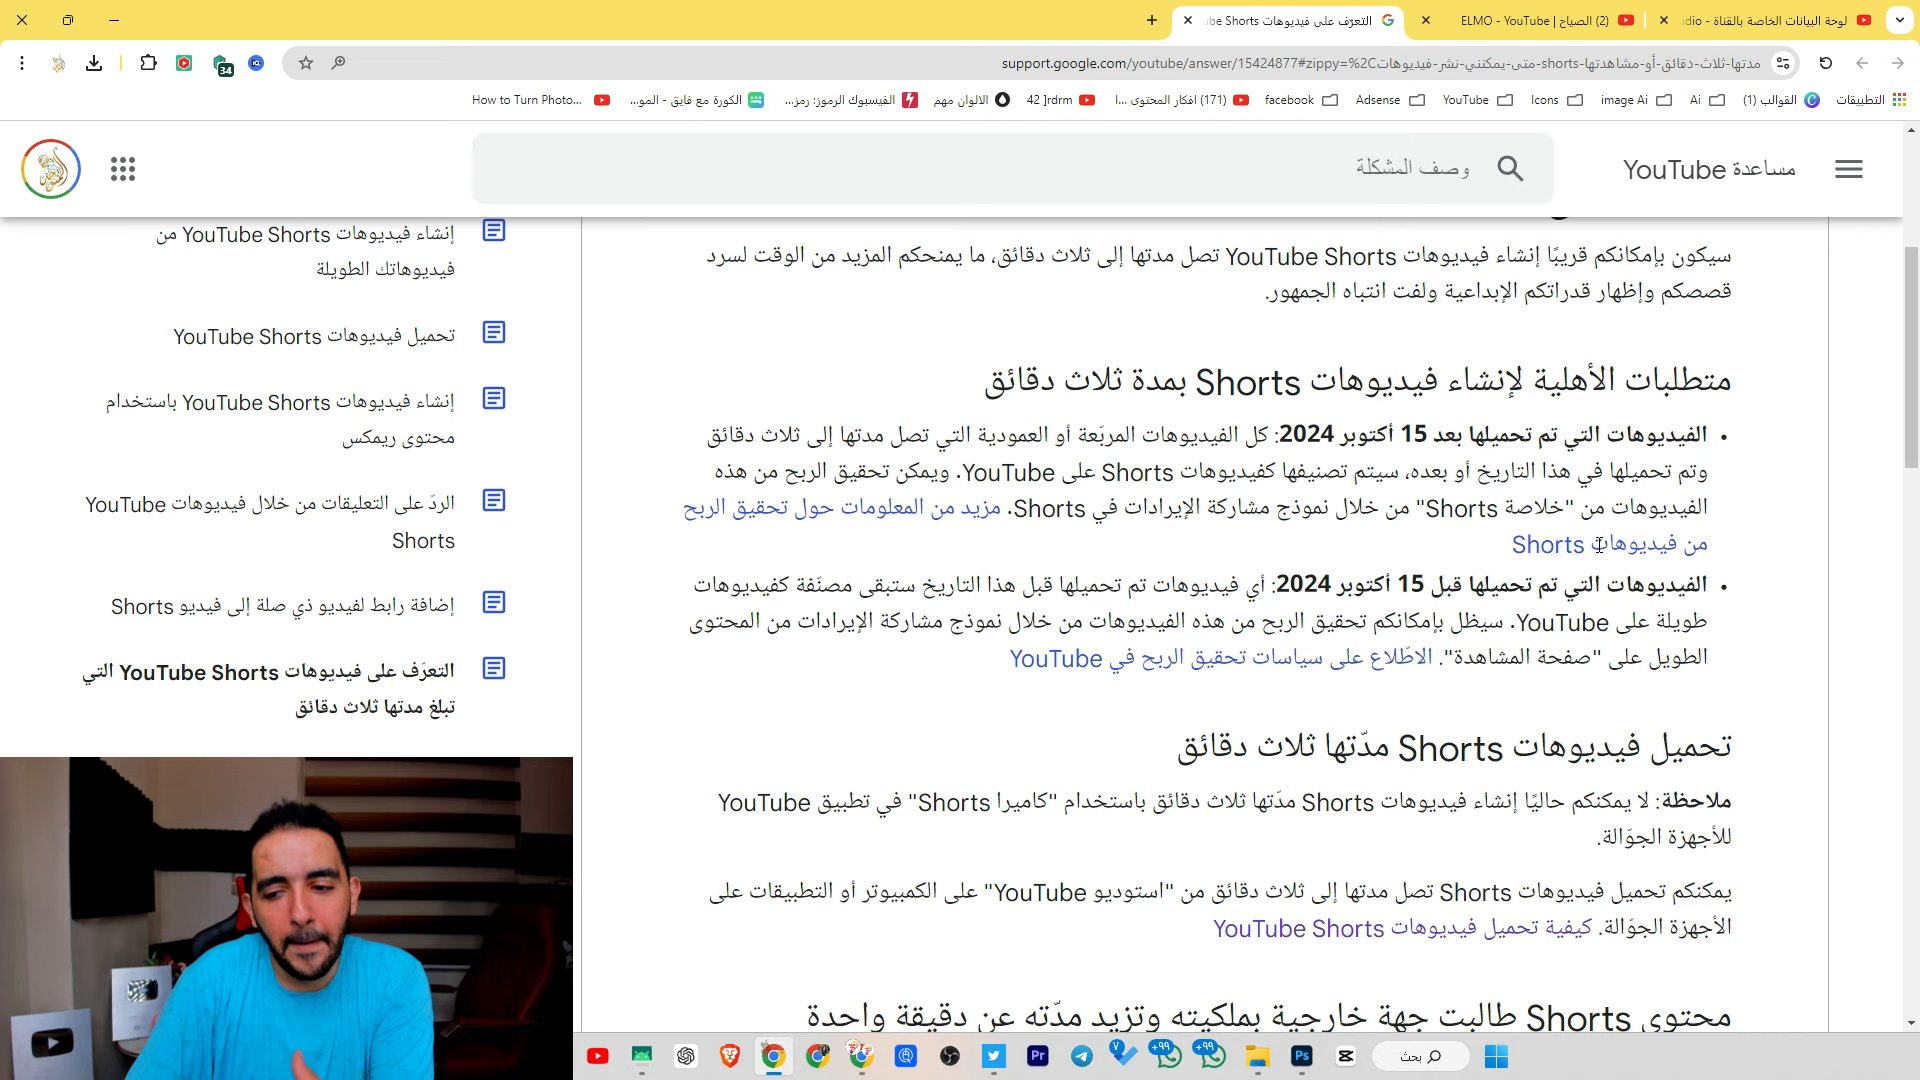 التعرّف على فيديوهات be Shorts
ELMO - YouTube | الصياح (2)
لوحة البيانات الخاصة بالقناة - dio
support.google.com/youtube/answer/15424877#zippy=%2Cمدتها-ثلاث-دقائق-أو-مشاهدتها-shorts-متى-يمكنني-نشر-فيديوهات
34
التطبيقات
القوالب (1)
Ai
image Ai
Icons
YouTube
Adsense
facebook
(171) افكار المحتوى ...ا
42 ]rdrm
الالوان مهم
الفيسبوك الرموز: رمز...
الكورة مع فايق - المو...
How to Turn Photo...
مساعدة YouTube
وصف المشكلة
إنشاء فيديوهات YouTube Shorts من
فيديوهاتك الطويلة
تحميل فيديوهات YouTube Shorts
إنشاء فيديوهات YouTube Shorts باستخدام
محتوى ريمكس
الردّ على التعليقات من خلال فيديوهات YouTube
Shorts
إضافة رابط لفيديو ذي صلة إلى فيديو Shorts
التعرّف على فيديوهات YouTube Shorts التي
تبلغ مدتها ثلاث دقائق
سيكون بإمكانكم قريبًا إنشاء فيديوهات YouTube Shorts تصل مدتها إلى ثلاث دقائق، ما يمنحكم المزيد من الوقت لسرد
قصصكم وإظهار قدراتكم الإبداعية ولفت انتباه الجمهور.
متطلبات الأهلية لإنشاء فيديوهات Shorts بمدة ثلاث دقائق
• الفيديوهات التي تم تحميلها بعد 15 أكتوبر 2024: كل الفيديوهات المربّعة أو العمودية التي تصل مدتها إلى ثلاث دقائق
وتم تحميلها في هذا التاريخ أو بعده، سيتم تصنيفها كفيديوهات Shorts على YouTube. ويمكن تحقيق الربح من هذه
الفيديوهات من "خلاصة Shorts" من خلال نموذج مشاركة الإيرادات في Shorts. مزيد من المعلومات حول تحقيق الربح
من فيديوهات Shorts
• الفيديوهات التي تم تحميلها قبل 15 أكتوبر 2024: أي فيديوهات تم تحميلها قبل هذا التاريخ ستبقى مصنّفة كفيديوهات
طويلة على YouTube. سيظل بإمكانكم تحقيق الربح من هذه الفيديوهات من خلال نموذج مشاركة الإيرادات من المحتوى
الطويل على "صفحة المشاهدة". الاطّلاع على سياسات تحقيق الربح في YouTube
تحميل فيديوهات Shorts مدّتها ثلاث دقائق
ملاحظة: لا يمكنكم حاليًا إنشاء فيديوهات Shorts مدّتها ثلاث دقائق باستخدام "كاميرا Shorts" في تطبيق YouTube
للأجهزة الجوّالة.
يمكنكم تحميل فيديوهات Shorts تصل مدتها إلى ثلاث دقائق من "استوديو YouTube" على الكمبيوتر أو التطبيقات على
الأجهزة الجوّالة. كيفية تحميل فيديوهات YouTube Shorts
محتوى Shorts طالبت جهة خارجية بملكيته وتزيد مدّته عن دقيقة واحدة
بحث
Ps
+٩٩
+٩٩
V
Pr